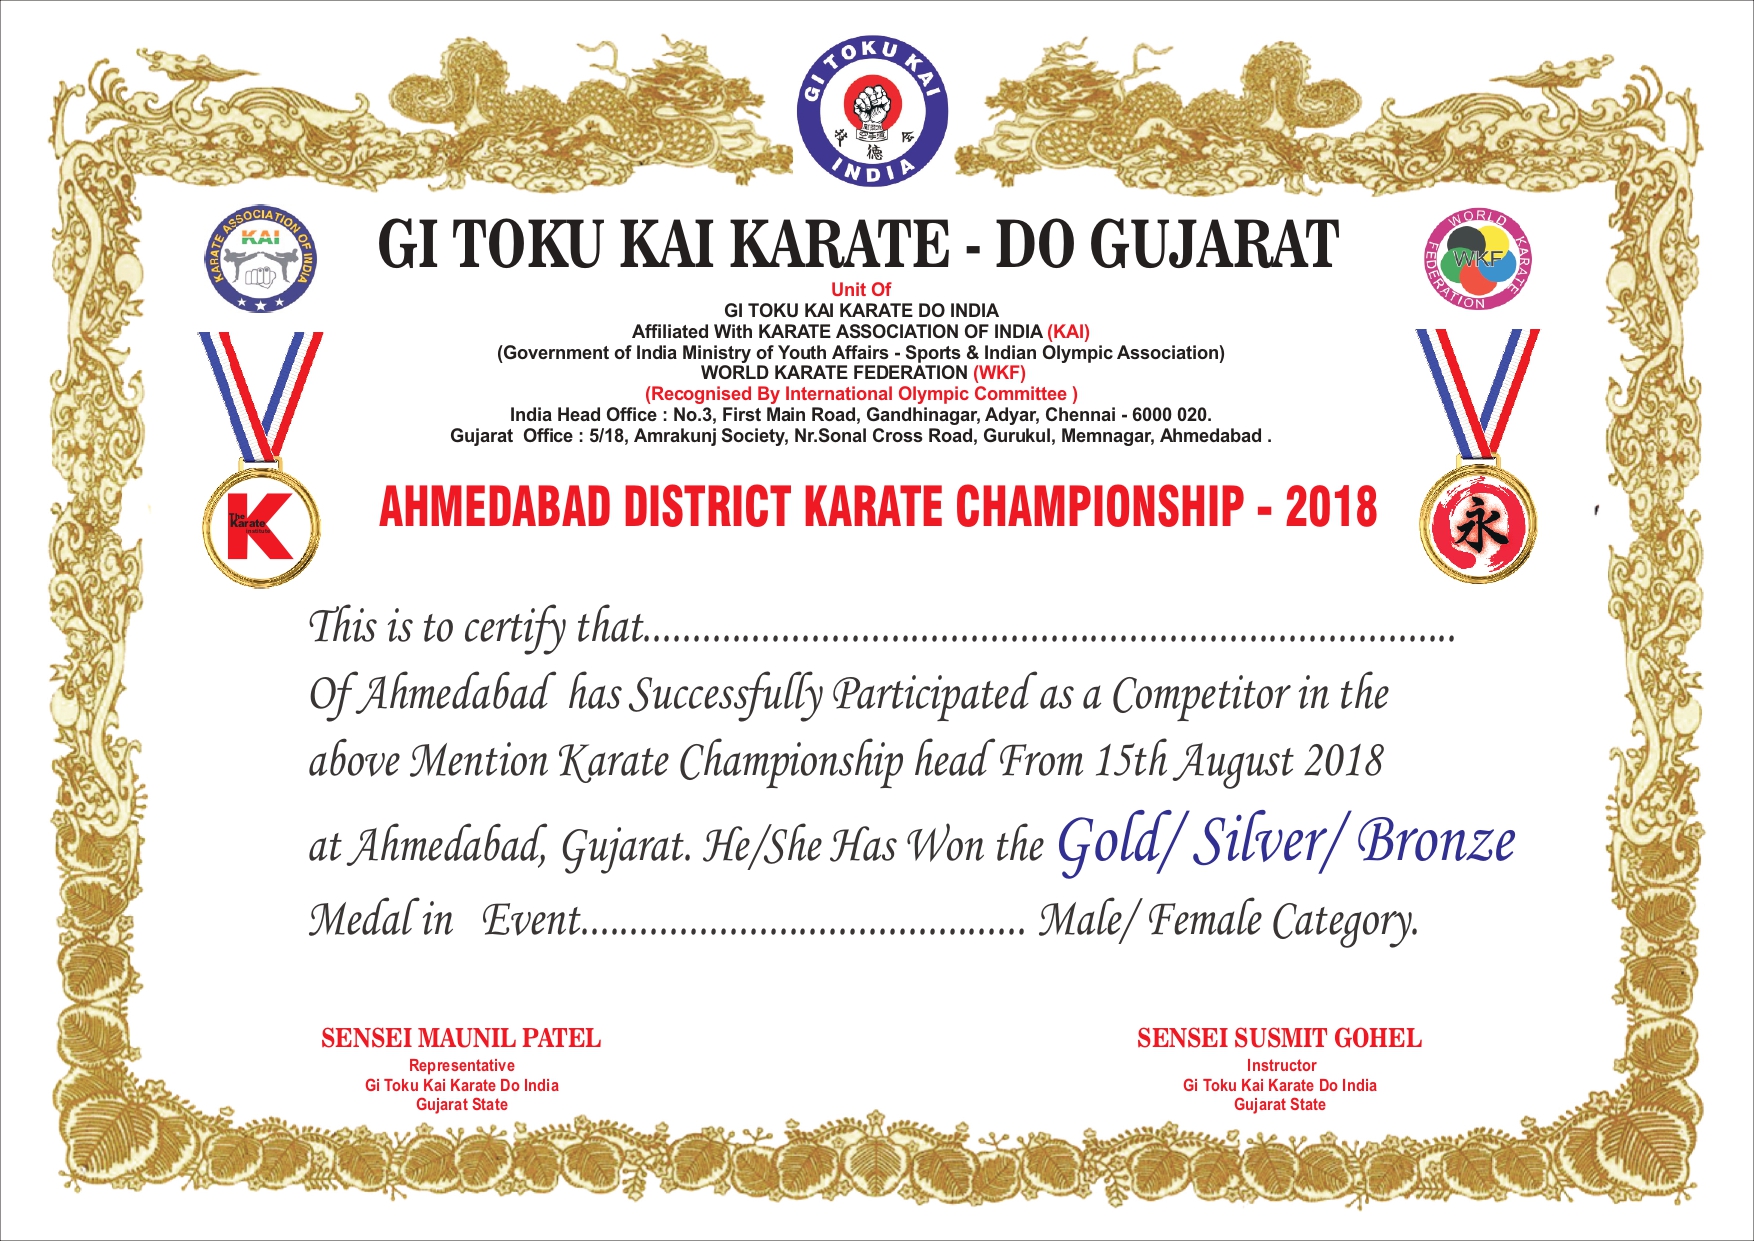 GI TOKU KAI
INDIA
技 德 会
KARATE ASSOCIATION OF INDIA
KAI
WORLD KARATE FEDERATION
WKF
GI TOKU KAI KARATE - DO GUJARAT
Unit Of
GI TOKU KAI KARATE DO INDIA
Affiliated With KARATE ASSOCIATION OF INDIA (KAI)
(Government of India Ministry of Youth Affairs - Sports & Indian Olympic Association)
WORLD KARATE FEDERATION (WKF)
(Recognised By International Olympic Committee )
India Head Office : No.3, First Main Road, Gandhinagar, Adyar, Chennai - 6000 020.
Gujarat Office : 5/18, Amrakunj Society, Nr.Sonal Cross Road, Gurukul, Memnagar, Ahmedabad .
The
Karate
K
永
AHMEDABAD DISTRICT KARATE CHAMPIONSHIP - 2018
This is to certify that..................................................................................
Of Ahmedabad has Successfully Participated as a Competitor in the
above Mention Karate Championship head From 15th August 2018
at Ahmedabad, Gujarat. He/She Has Won the Gold/ Silver/ Bronze
Medal in Event............................................. Male/ Female Category.
SENSEI MAUNIL PATEL
Representative
Gi Toku Kai Karate Do India
Gujarat State
SENSEI SUSMIT GOHEL
Instructor
Gi Toku Kai Karate Do India
Gujarat State